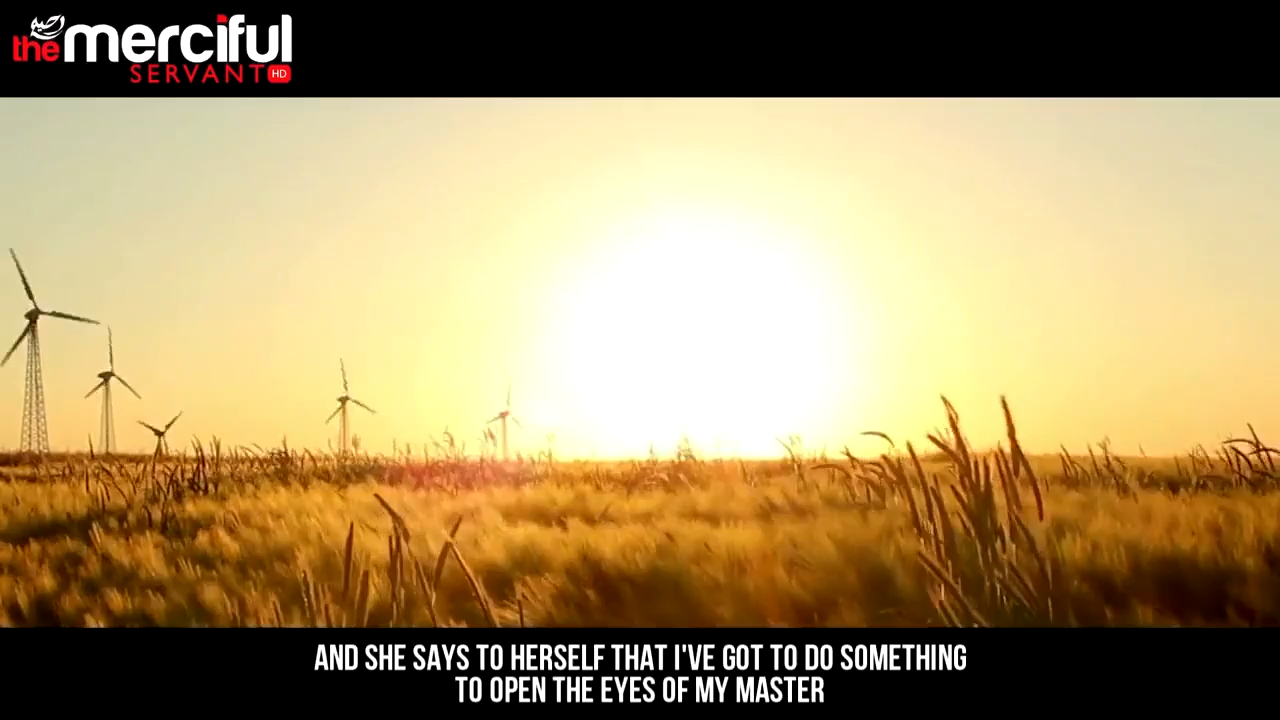 the merciful
SERVANT HD
AND SHE SAYS TO HERSELF THAT I'VE GOT TO DO SOMETHING
TO OPEN THE EYES OF MY MASTER